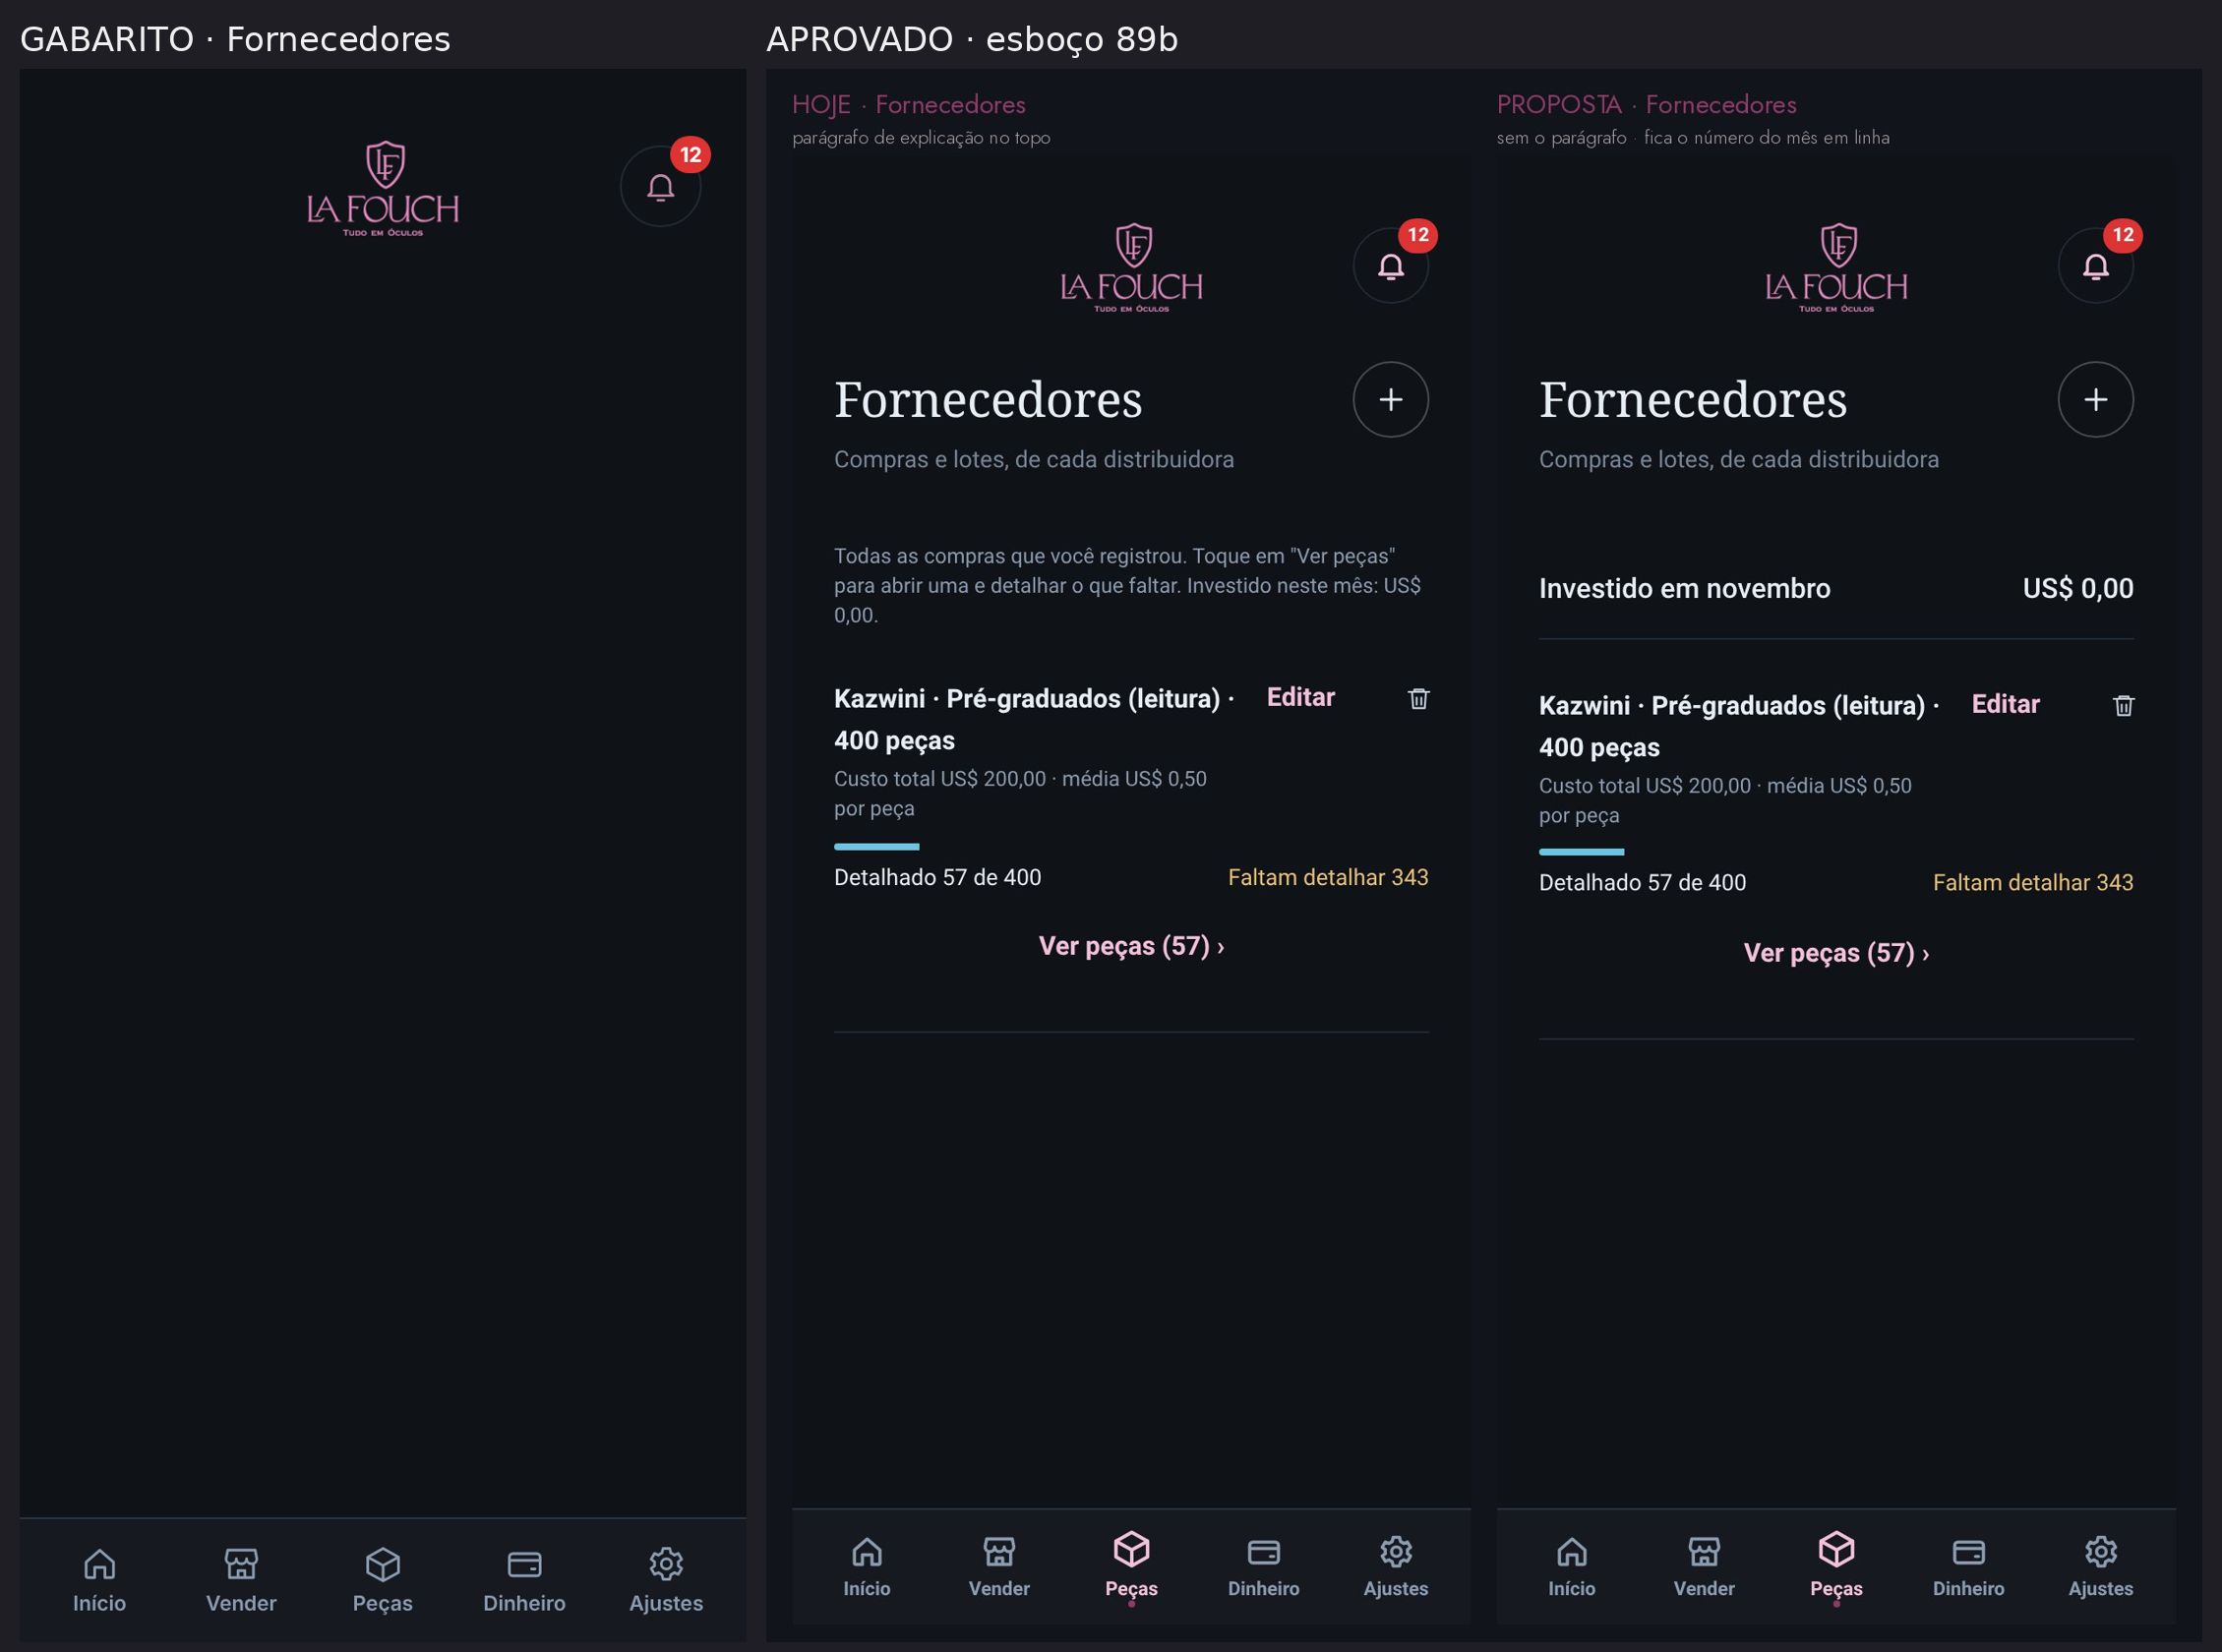 GABARITO · Fornecedores
12
LF
LA FOUCH
TUDO EM ÓCULOS
Início
Vender
Peças
Dinheiro
Ajustes
APROVADO · esboço 89b
HOJE · Fornecedores
parágrafo de explicação no topo
12
LF
LA FOUCH
TUDO EM ÓCULOS
Fornecedores
+
Compras e lotes, de cada distribuidora
Todas as compras que você registrou. Toque em "Ver peças"
para abrir uma e detalhar o que faltar. Investido neste mês: US$
0,00.
Kazwini · Pré-graduados (leitura) ·
400 peças
Editar
Custo total US$ 200,00 · média US$ 0,50
por peça
Detalhado 57 de 400
Faltam detalhar 343
Ver peças (57) ›
Início
Vender
Peças
Dinheiro
Ajustes
PROPOSTA · Fornecedores
sem o parágrafo · fica o número do mês em linha
12
LF
LA FOUCH
TUDO EM ÓCULOS
Fornecedores
+
Compras e lotes, de cada distribuidora
Investido em novembro
US$ 0,00
Kazwini · Pré-graduados (leitura) ·
400 peças
Editar
Custo total US$ 200,00 · média US$ 0,50
por peça
Detalhado 57 de 400
Faltam detalhar 343
Ver peças (57) ›
Início
Vender
Peças
Dinheiro
Ajustes